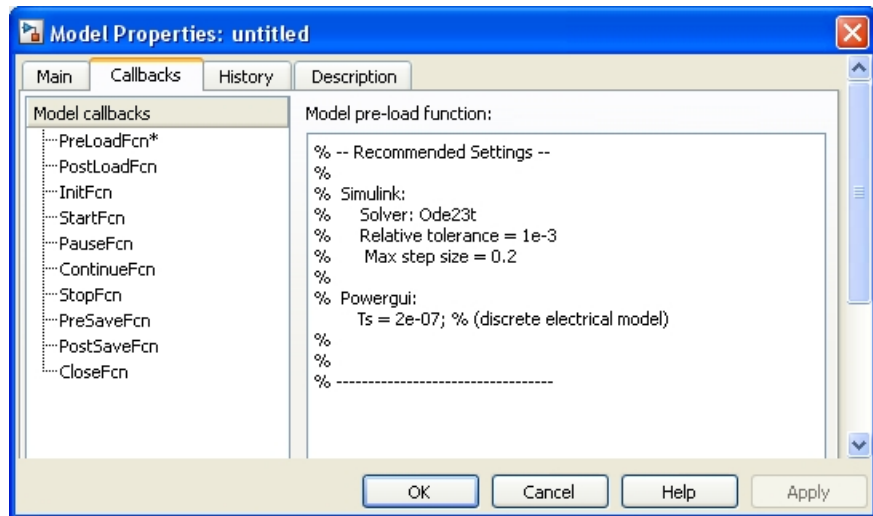 Model Properties: untitled
Main
Callbacks
History
Description
Model callbacks
PreLoadFcn*
PostLoadFcn
InitFcn
StartFcn
PauseFcn
ContinueFcn
StopFcn
PreSaveFcn
PostSaveFcn
CloseFcn
Model pre-load function:
% -- Recommended Settings --
%
% Simulink:
% Solver: Ode23t
% Relative tolerance = 1e-3
% Max step size = 0.2
%
% Powergui:
Ts = 2e-07; % (discrete electrical model)
%
%
% ----------------------------------
OK
Cancel
Help
Apply